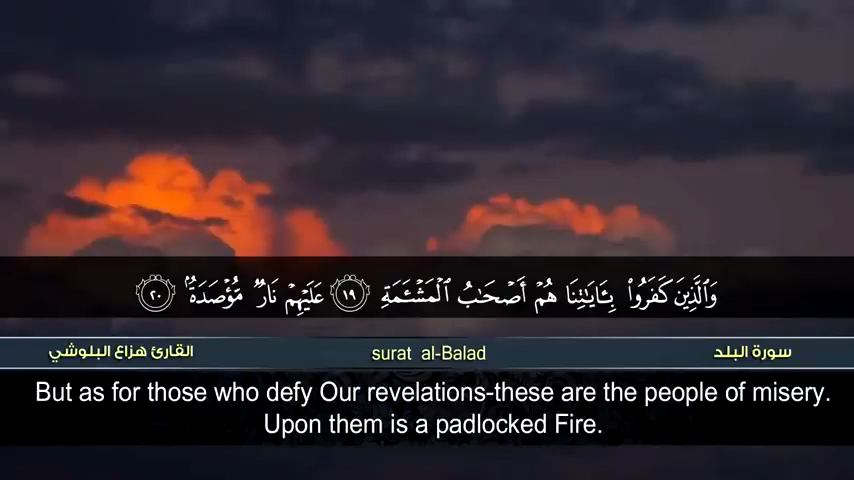 وَٱلَّذِينَ كَفَرُوا۟ بِـَٔايَـٰتِنَا هُمْ أَصْحَـٰبُ ٱلْمَشْـَٔمَةِ ١٩ عَلَيْهِمْ نَارٌ مُّؤْصَدَةٌۢ ٢٠
سورة البلد surat al-Balad القارئ هزاع البلوشي
But as for those who defy Our revelations-these are the people of misery.
Upon them is a padlocked Fire.